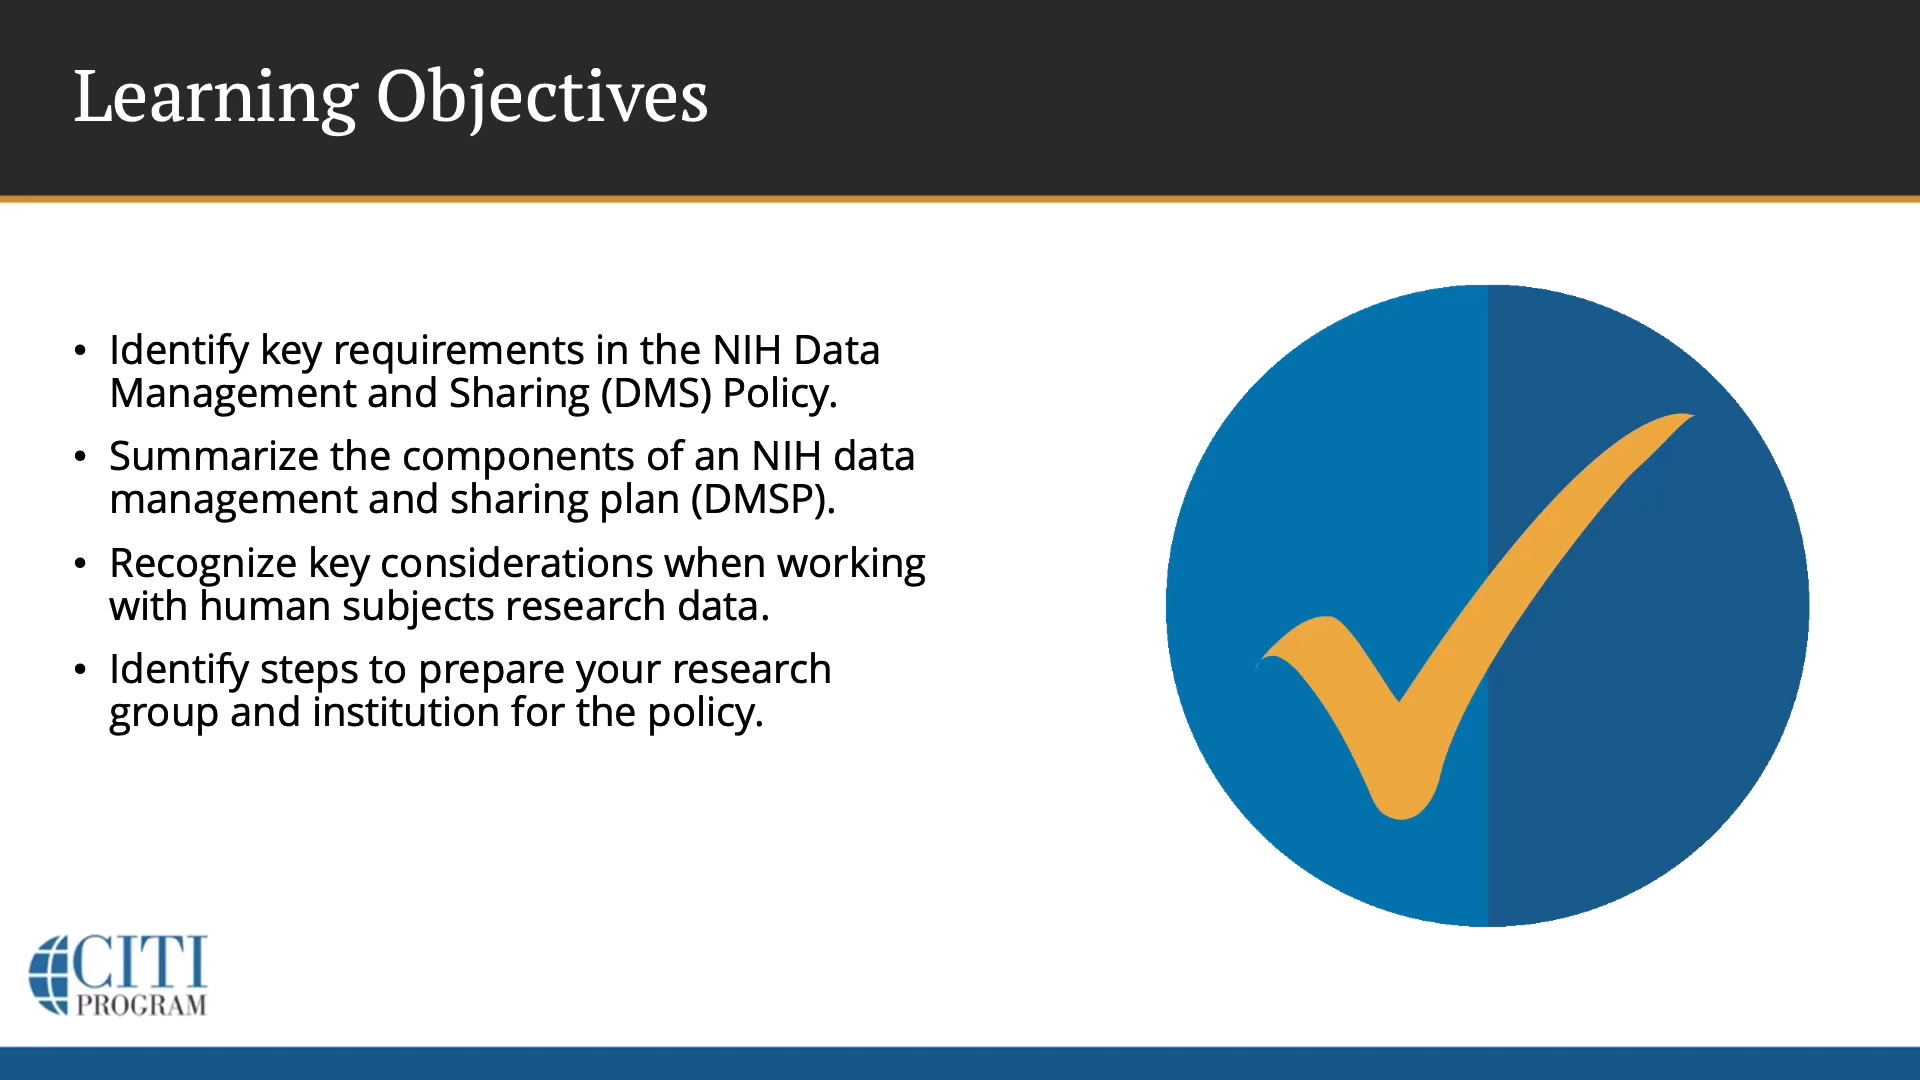 Learning Objectives
• Identify key requirements in the NIH Data
Management and Sharing (DMS) Policy.
• Summarize the components of an NIH data
management and sharing plan (DMSP).
• Recognize key considerations when working
with human subjects research data.
• Identify steps to prepare your research
group and institution for the policy.
CITI
PROGRAM